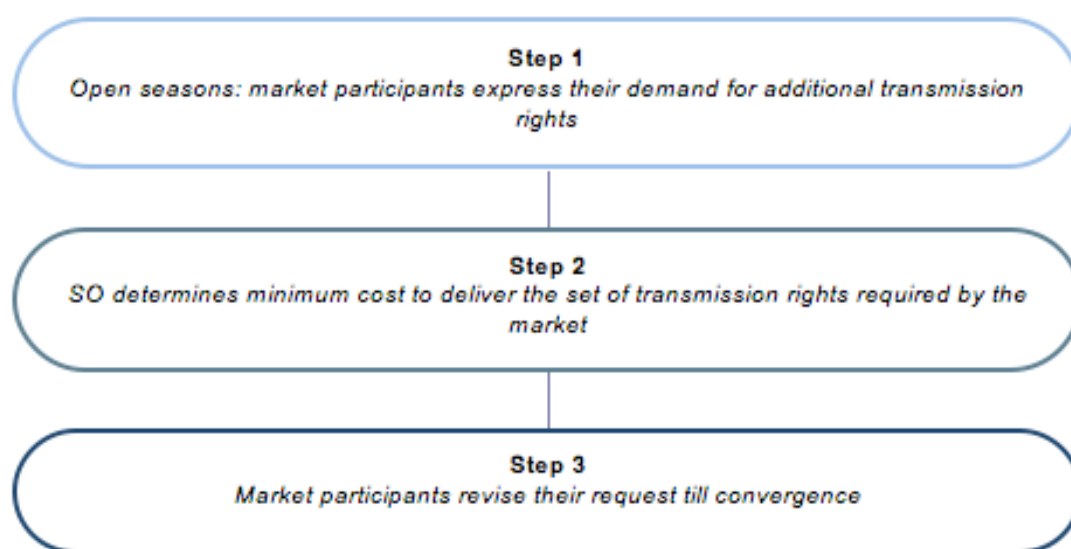 Step 1
Open seasons: market participants express their demand for additional transmission
rights
Step 2
SO determines minimum cost to deliver the set of transmission rights required by the
market
Step 3
Market participants revise their request till convergence